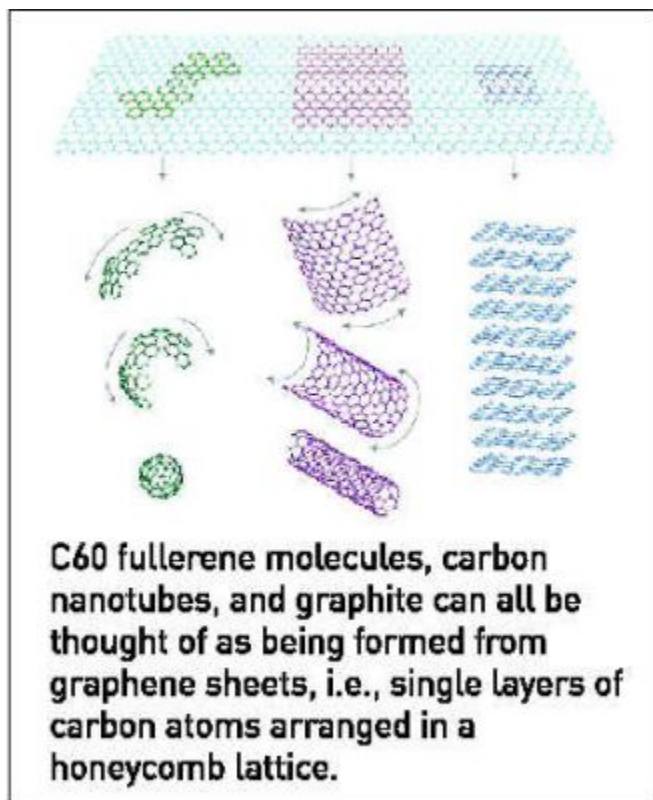 C60 fullerene molecules, carbon
nanotubes, and graphite can all be
thought of as being formed from
graphene sheets, i.e., single layers of
carbon atoms arranged in a
honeycomb lattice.